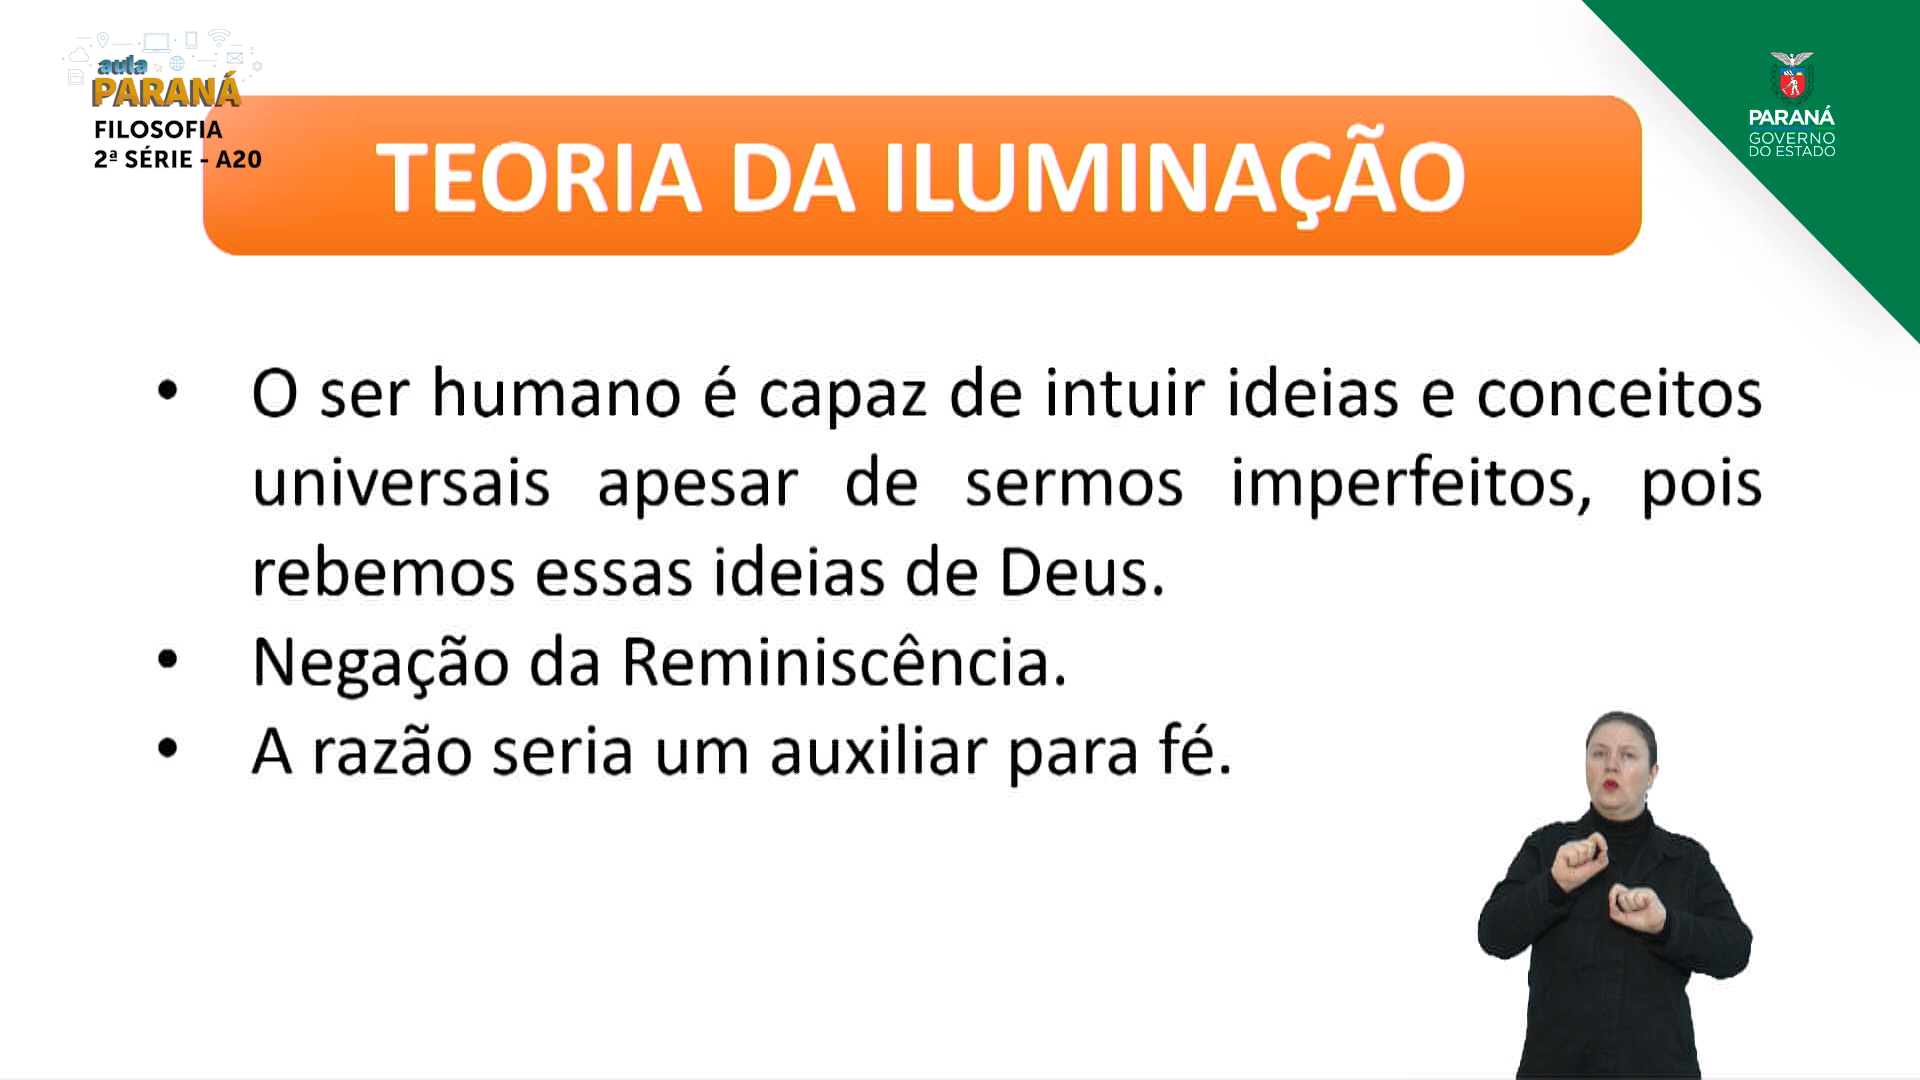 aula
PARANÁ
FILOSOFIA
2ª SÉRIE - A20
TEORIA DA ILUMINAÇÃO
PARANÁ
GOVERNO
DO ESTADO
• O ser humano é capaz de intuir ideias e conceitos
universais apesar de sermos imperfeitos, pois
rebemos essas ideias de Deus.
• Negação da Reminiscência.
• A razão seria um auxiliar para fé.